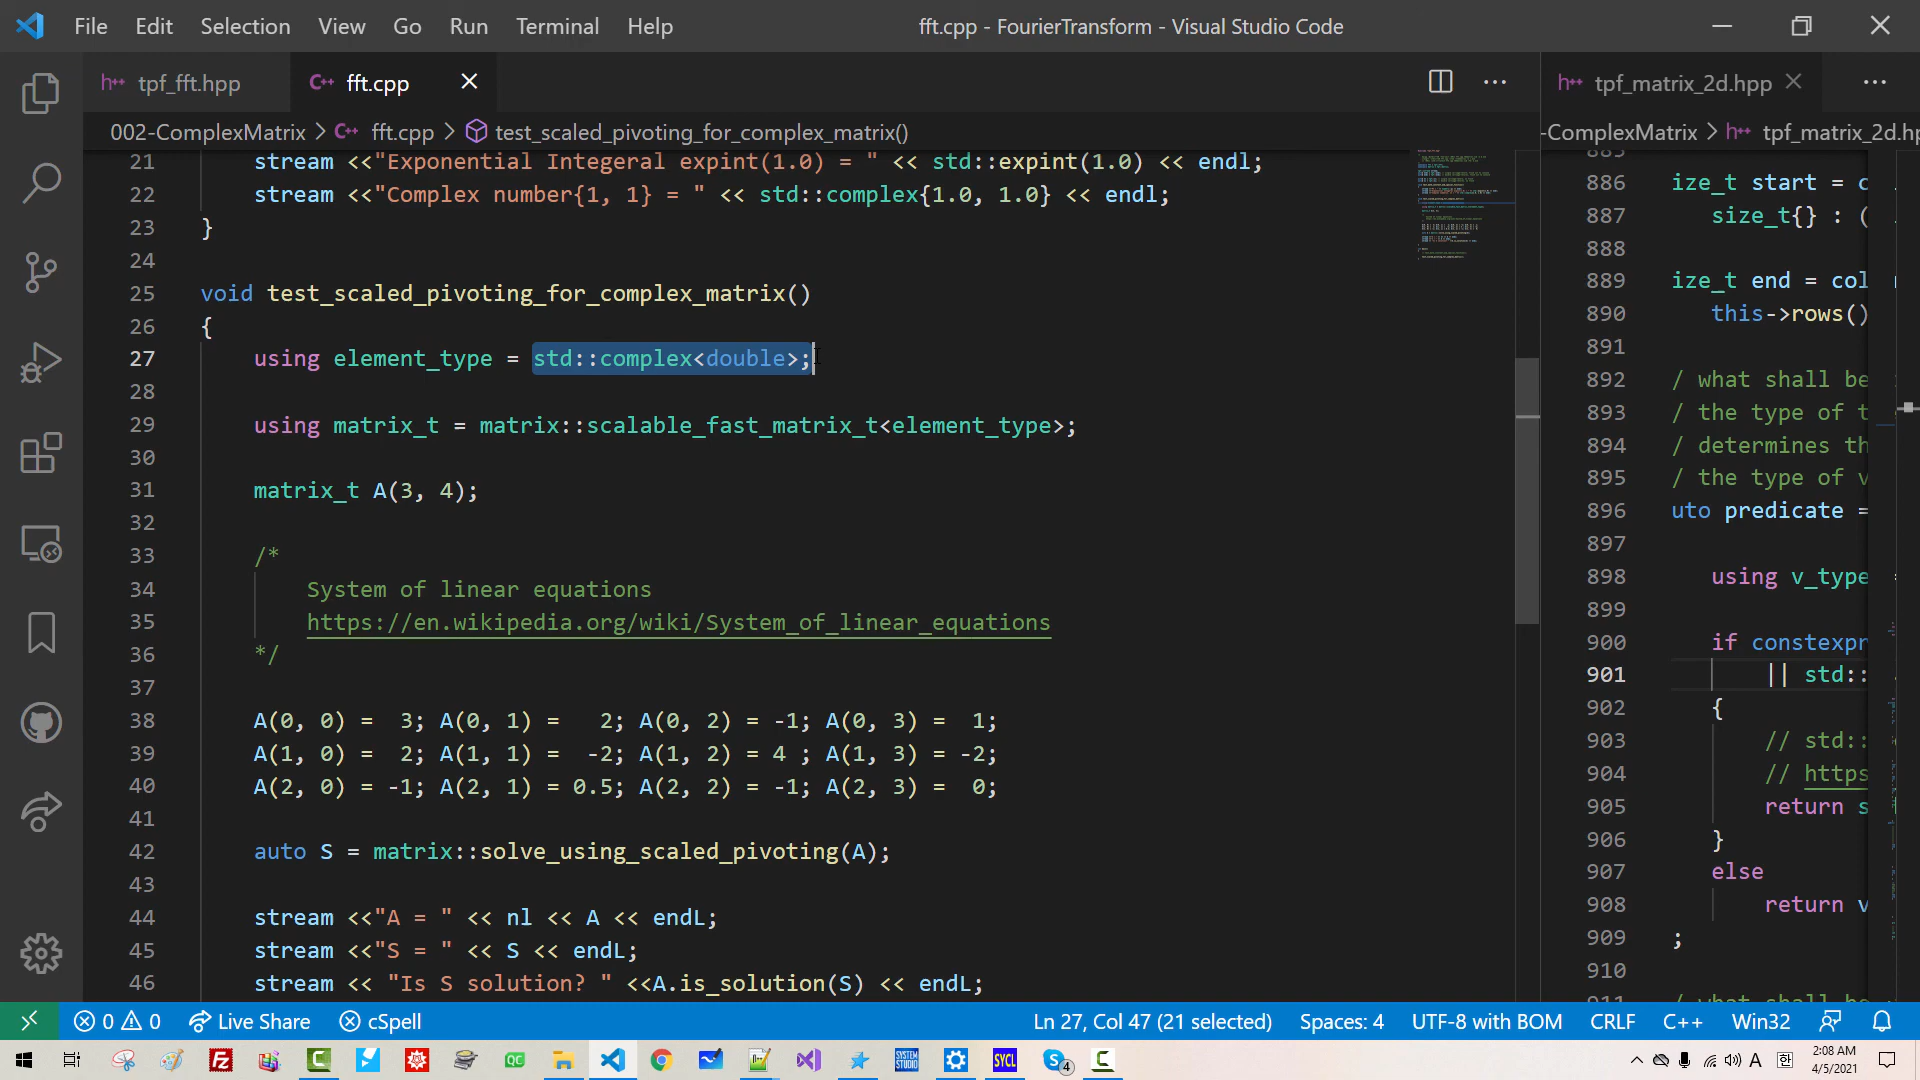 File Edit Selection View Go Run Terminal Help fft.cpp - FourierTransform - Visual Studio Code
tpf_fft.hpp
fft.cpp
tpf_matrix_2d.hpp
002-ComplexMatrix > fft.cpp > test_scaled_pivoting_for_complex_matrix()
-ComplexMatrix > tpf_matrix_2d.hp
21 stream <<"Exponential Integeral expint(1.0) = " << std::expint(1.0) << endl;
22 stream <<"Complex number{1, 1} = " << std::complex{1.0, 1.0} << endl;
23 }
24
25 void test_scaled_pivoting_for_complex_matrix()
26 {
27 using element_type = std::complex<double>;
28
29 using matrix_t = matrix::scalable_fast_matrix_t<element_type>;
30
31 matrix_t A(3, 4);
32
33 /*
34 System of linear equations
35 https://en.wikipedia.org/wiki/System_of_linear_equations
36 */
37
38 A(0, 0) = 3; A(0, 1) = 2; A(0, 2) = -1; A(0, 3) = 1;
39 A(1, 0) = 2; A(1, 1) = -2; A(1, 2) = 4 ; A(1, 3) = -2;
40 A(2, 0) = -1; A(2, 1) = 0.5; A(2, 2) = -1; A(2, 3) = 0;
41
42 auto S = matrix::solve_using_scaled_pivoting(A);
43
44 stream <<"A = " << nl << A << endL;
45 stream <<"S = " << S << endL;
46 stream << "Is S solution? " <<A.is_solution(S) << endL;
886 ize_t start = c
887 size_t{} : (
888
889 ize_t end = col
890 this->rows()
891
892 / what shall be
893 / the type of t
894 / determines th
895 / the type of v
896 uto predicate =
897
898 using v_type =
899
900 if constexpr
901 || std::
902 {
903 // std::
904 // https
905 return s
906 }
907 else
908 return v
909 ;
910
0 0 Live Share cSpell Ln 27, Col 47 (21 selected) Spaces: 4 UTF-8 with BOM CRLF C++ Win32
QC SYSTEM STUDIO SYCL 4 A 한 2:08 AM
4/5/2021